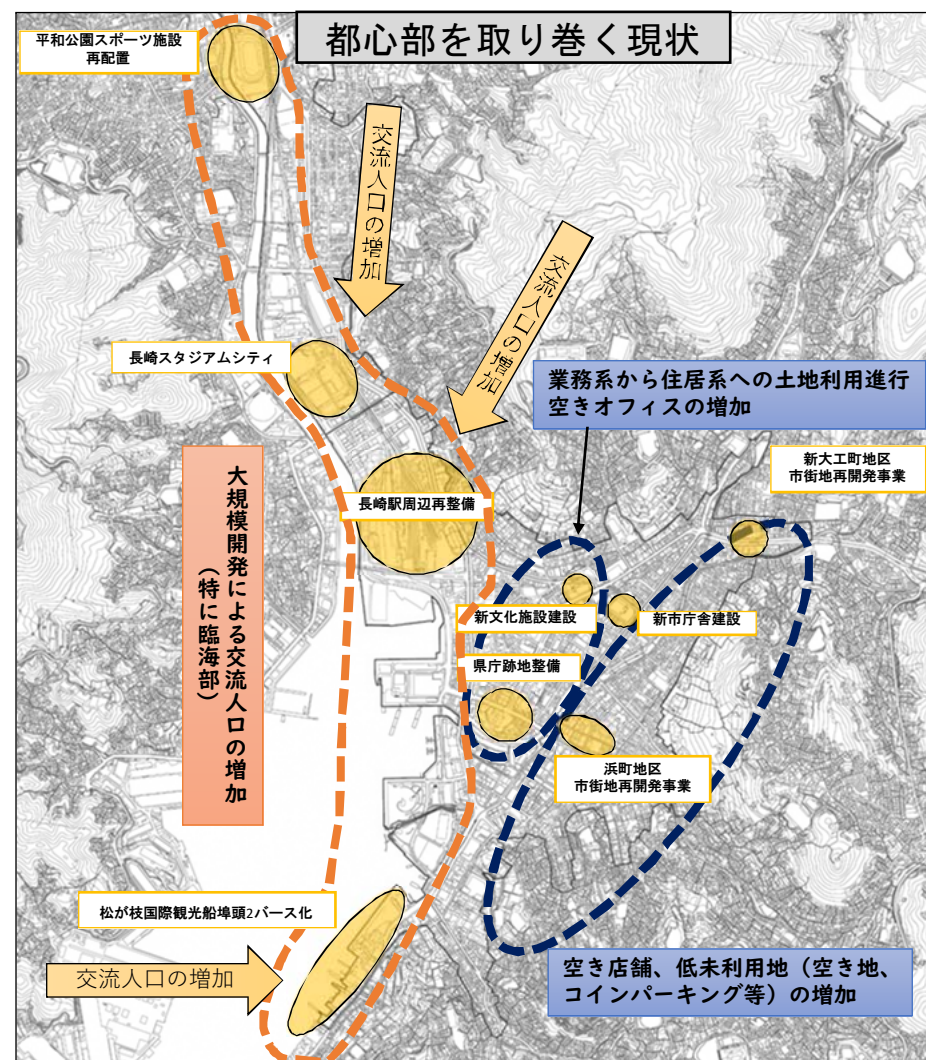 都心部を取り巻く現状
平和公園スポーツ施設
再配置
交流人口の増加
交流人口の増加
長崎スタジアムシティ
業務系から住居系への土地利用進行
空きオフィスの増加
新大工町地区
市街地再開発事業
大規模開発による交流人口の増加
（特に臨海部）
長崎駅周辺再整備
新文化施設建設
新市庁舎建設
県庁跡地整備
浜町地区
市街地再開発事業
松が枝国際観光船埠頭2バース化
交流人口の増加
空き店舗、低未利用地（空き地、
コインパーキング等）の増加